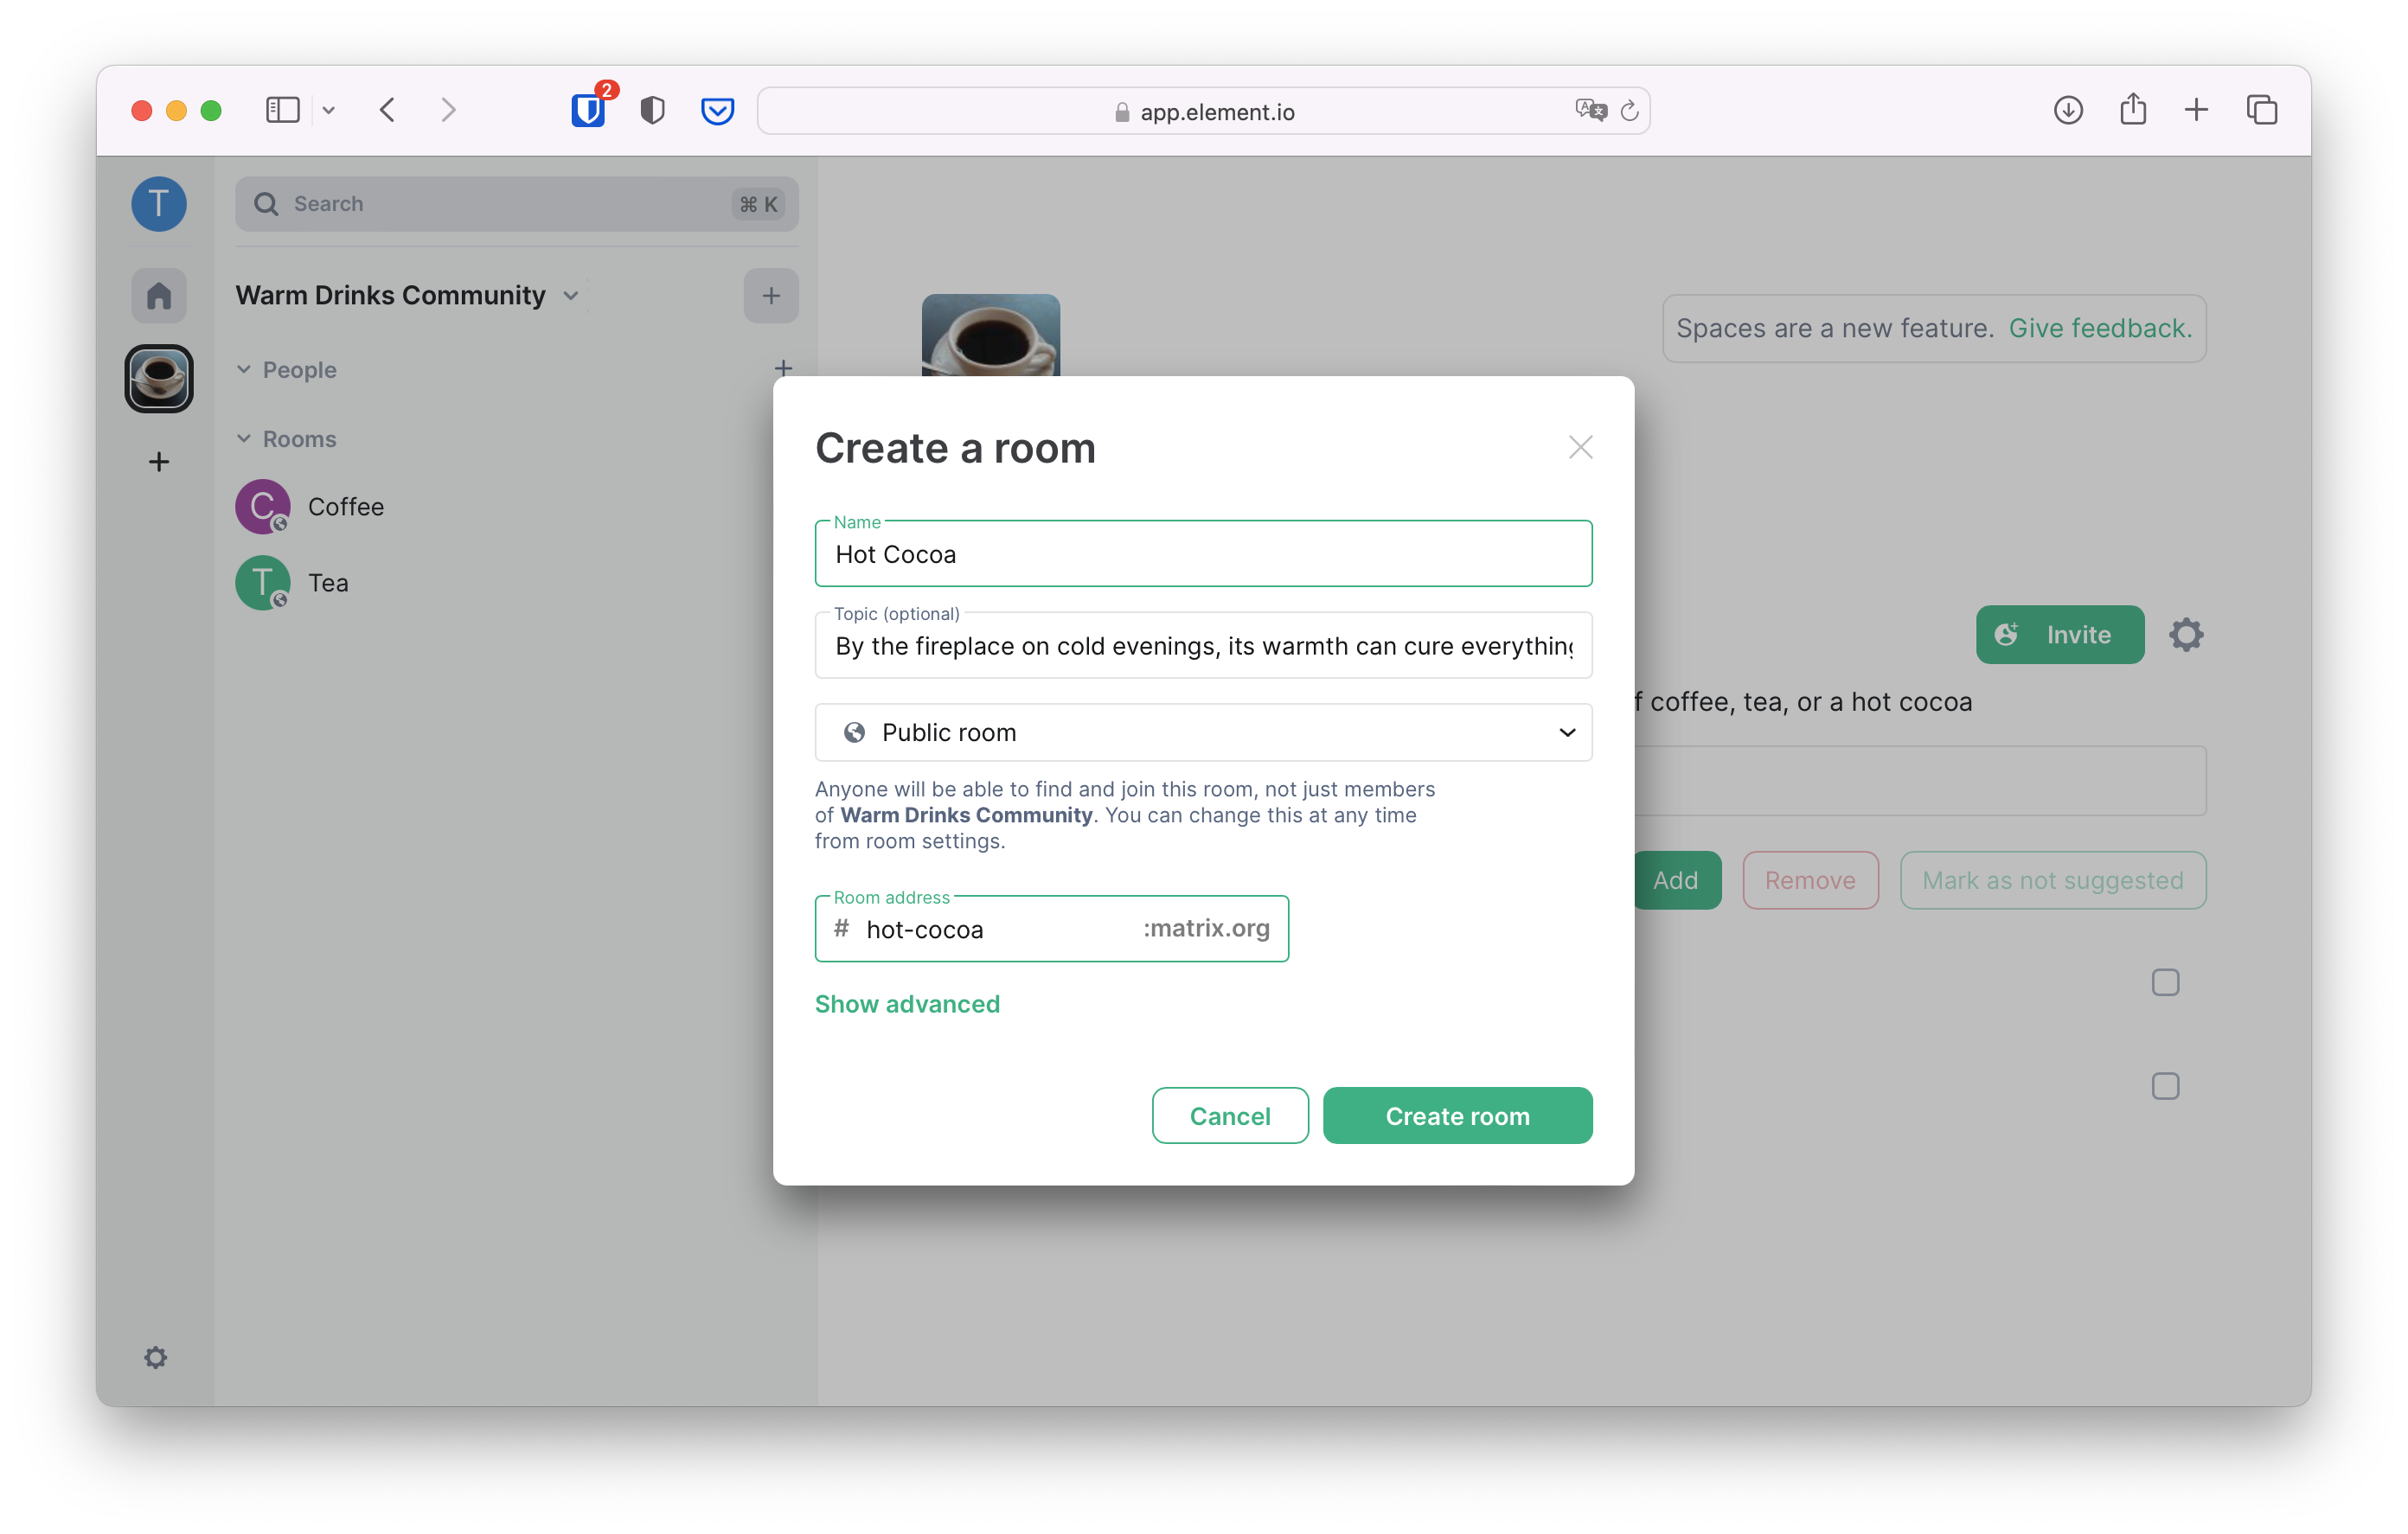 2
app.element.io
T
Search
⌘ K
Warm Drinks Community
People
Rooms
C
Coffee
T
Tea
Spaces are a new feature. Give feedback.
Invite
f coffee, tea, or a hot cocoa
Add
Remove
Mark as not suggested
Create a room
Name
Hot Cocoa
Topic (optional)
By the fireplace on cold evenings, its warmth can cure everything
Public room
Anyone will be able to find and join this room, not just members
of Warm Drinks Community. You can change this at any time
from room settings.
Room address
# hot-cocoa :matrix.org
Show advanced
Cancel
Create room